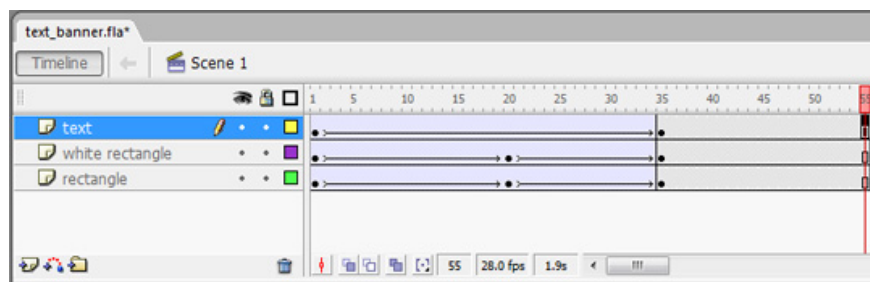 text_banner.fla*
Timeline Scene 1
1 5 10 15 20 25 30 35 40 45 50 55
text
white rectangle
rectangle
55 28.0 fps 1.9s